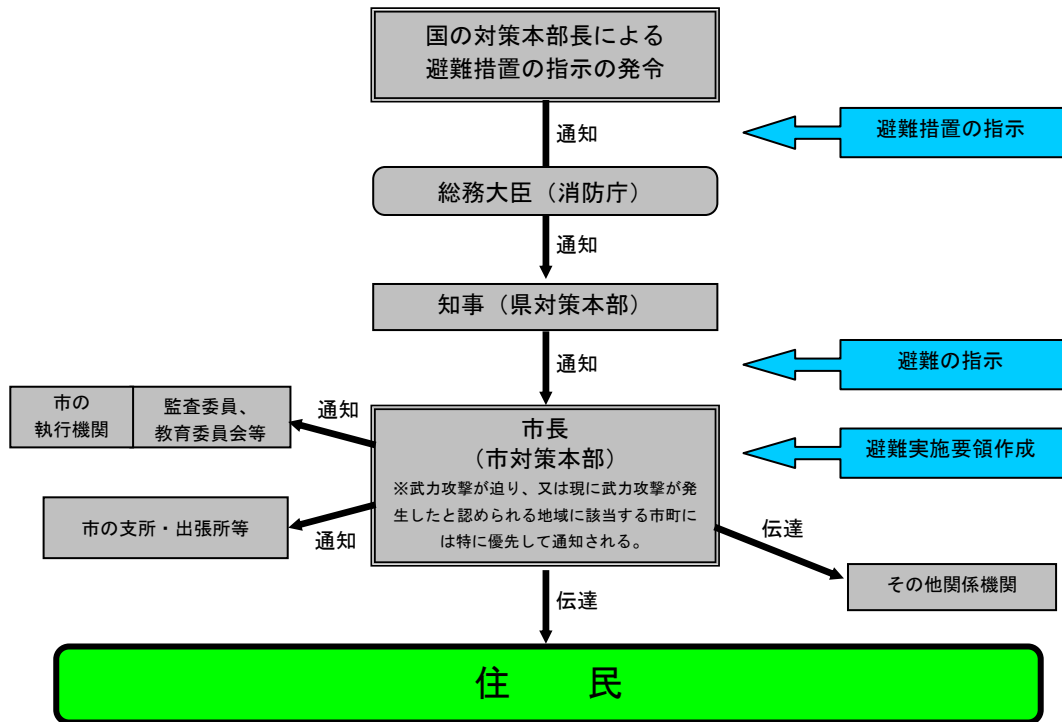 国の対策本部長による
避難措置の指示の発令
通知
避難措置の指示
総務大臣（消防庁）
通知
知事（県対策本部）
通知
避難の指示
市の
執行機関
監査委員、
教育委員会等
通知
市長
（市対策本部）
※武力攻撃が迫り、又は現に武力攻撃が発
生したと認められる地域に該当する市町に
は特に優先して通知される。
避難実施要領作成
市の支所・出張所等
通知
伝達
その他関係機関
伝達
住　民